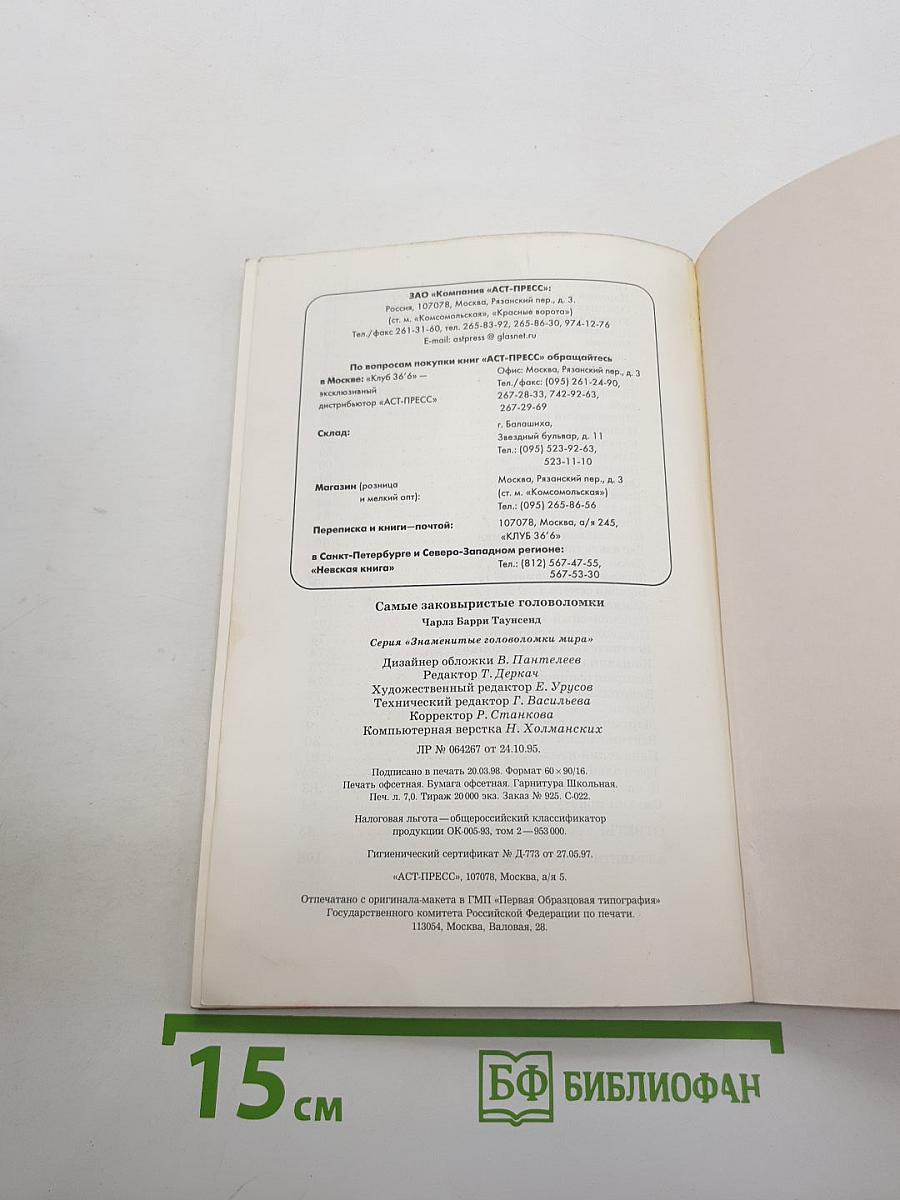 ЗАО «Компания «АСТ-ПРЕСС»:
Россия, 107078, Москва, Рязанский пер., д. 3.
(ст. м. «Комсомольская», «Красные ворота»)
Тел./факс 261-31-60, тел. 265-83-92, 265-86-30, 974-12-76
E-mail: astpress @ glasnet.ru
По вопросам покупки книг «АСТ-ПРЕСС» обращайтесь
в Москве: «Клуб 36'6» —
эксклюзивный
дистрибьютор «АСТ-ПРЕСС»
Офис: Москва, Рязанский пер., д. 3
Тел./факс: (095) 261-24-90,
267-28-33, 742-92-63,
267-29-69
Склад:
г. Балашиха,
Звездный бульвар, д. 11
Тел.: (095) 523-92-63,
523-11-10
Магазин (розница
и мелкий опт):
Москва, Рязанский пер., д. 3
(ст. м. «Комсомольская»)
Тел.: (095) 265-86-56
Переписка и книги—почтой:
107078, Москва, а/я 245,
«КЛУБ 36'6»
в Санкт-Петербурге и Северо-Западном регионе:
«Невская книга»
Тел.: (812) 567-47-55,
567-53-30
Самые заковыристые головоломки
Чарлз Барри Таунсенд
Серия «Знаменитые головоломки мира»
Дизайнер обложки В. Пантелеев
Редактор Т. Деркач
Художественный редактор Е. Урусов
Технический редактор Г. Васильева
Корректор Р. Станкова
Компьютерная верстка Н. Холманских
ЛР № 064267 от 24.10.95.
Подписано в печать 20.03.98. Формат 60 × 90/16.
Печать офсетная. Бумага офсетная. Гарнитура Школьная.
Печ. л. 7,0. Тираж 20 000 экз. Заказ № 925. С-022.
Налоговая льгота — общероссийский классификатор
продукции ОК-005-93, том 2 — 953 000.
Гигиенический сертификат № Д-773 от 27.05.97.
«АСТ-ПРЕСС», 107078, Москва, а/я 5.
Отпечатано с оригинала-макета в ГМП «Первая Образцовая типография»
Государственного комитета Российской Федерации по печати.
113054, Москва, Валовая, 28.
15 см
БФ БИБЛИОФАН